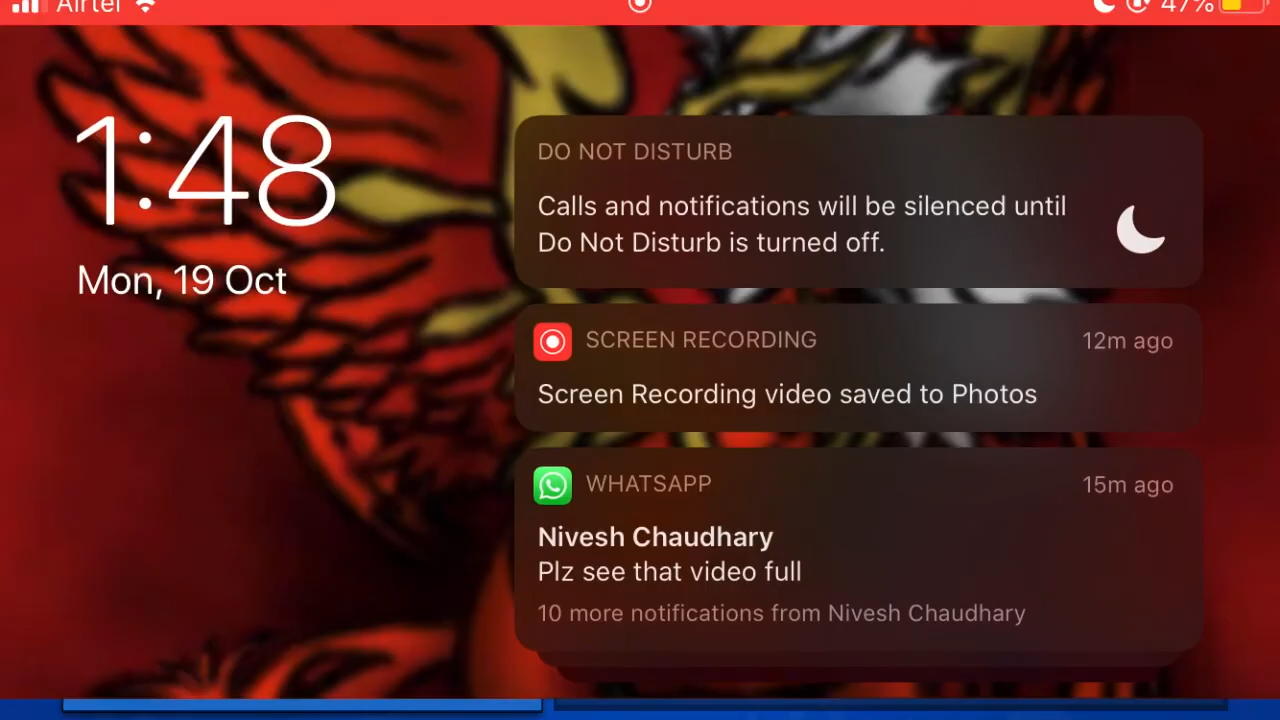 Airtel
47%
1:48
Mon, 19 Oct
DO NOT DISTURB
Calls and notifications will be silenced until
Do Not Disturb is turned off.
SCREEN RECORDING
12m ago
Screen Recording video saved to Photos
WHATSAPP
15m ago
Nivesh Chaudhary
Plz see that video full
10 more notifications from Nivesh Chaudhary